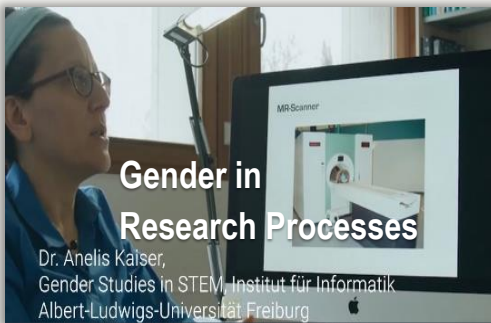 MR-Scanner
Gender in
Research Processes
Dr. Anelis Kaiser,
Gender Studies in STEM, Institut für Informatik
Albert-Ludwigs-Universität Freiburg